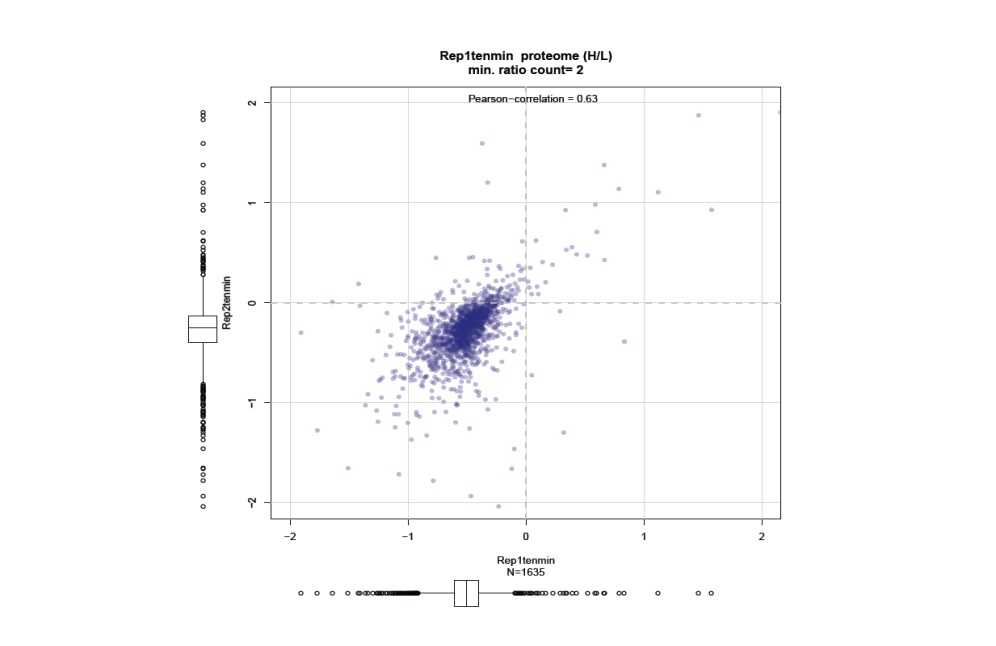 Rep1tenmin proteome (H/L)
min. ratio count= 2
Pearson−correlation = 0.63
2
1
0
−1
−2
Rep2tenmin
−2 −1 0 1 2
Rep1tenmin
N=1635